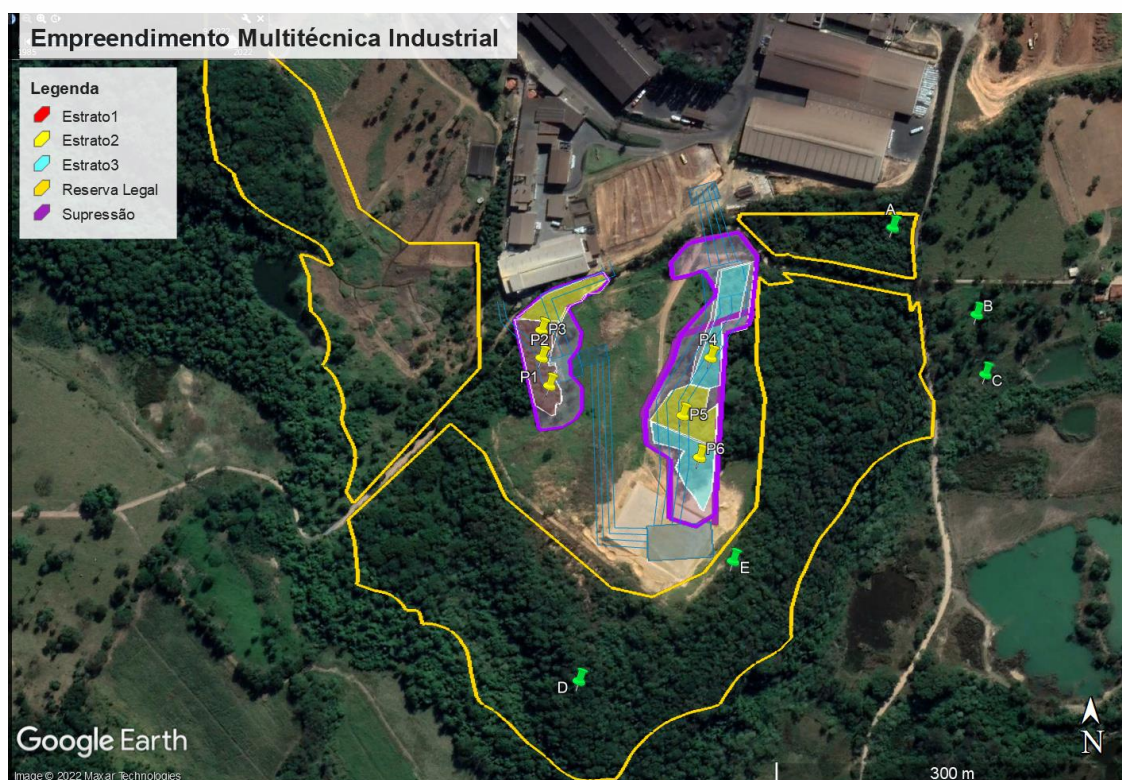 Empreendimento Multitécnica Industrial
Legenda
Estrato1
Estrato2
Estrato3
Reserva Legal
Supressão
A
B
P3
P2
P4
C
P1
P5
P6
E
D
Google Earth
N
Image © 2022 Maxar Technologies
300 m